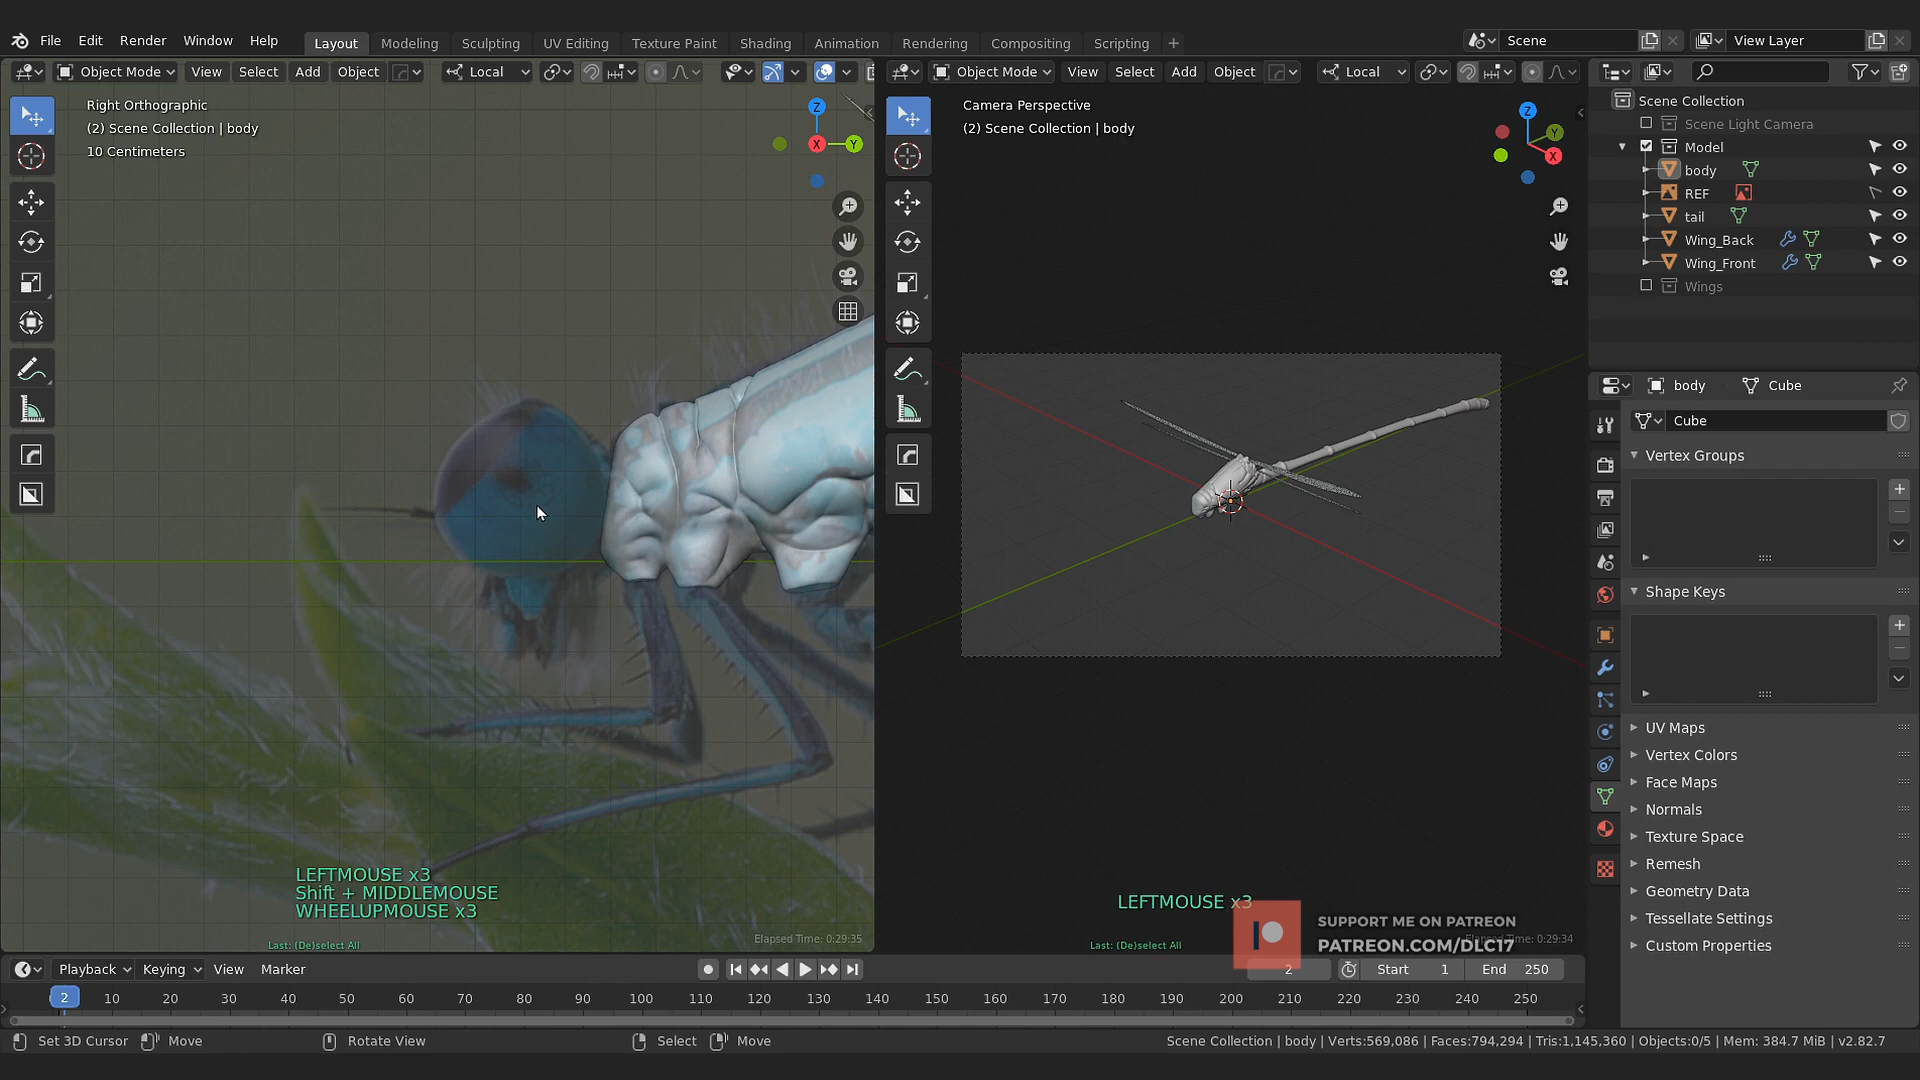 File Edit Render Window Help Layout Modeling Sculpting UV Editing Texture Paint Shading Animation Rendering Compositing Scripting + Scene View Layer
Object Mode View Select Add Object Local Object Mode View Select Add Object Local
Right Orthographic
(2) Scene Collection | body
10 Centimeters
Z
X
Y
Camera Perspective
(2) Scene Collection | body
Z
Y
X
Scene Collection
Scene Light Camera
Model
body
REF
tail
Wing_Back
Wing_Front
Wings
body Cube
Cube
Vertex Groups
Shape Keys
UV Maps
Vertex Colors
Face Maps
Normals
Texture Space
Remesh
Geometry Data
Tessellate Settings
Custom Properties
LEFTMOUSE x3
Shift + MIDDLEMOUSE
WHEELUPMOUSE x3
Last: (De)select All
Elapsed Time: 0:29:35
LEFTMOUSE x3
Last: (De)select All
Elapsed Time: 0:29:34
SUPPORT ME ON PATREON
PATREON.COM/DLC17
Playback Keying View Marker 2 Start 1 End 250
2 10 20 30 40 50 60 70 80 90 100 110 120 130 140 150 160 170 180 190 200 210 220 230 240 250
Set 3D Cursor Move Rotate View Select Move Scene Collection | body | Verts:569,086 | Faces:794,294 | Tris:1,145,360 | Objects:0/5 | Mem: 384.7 MiB | v2.82.7